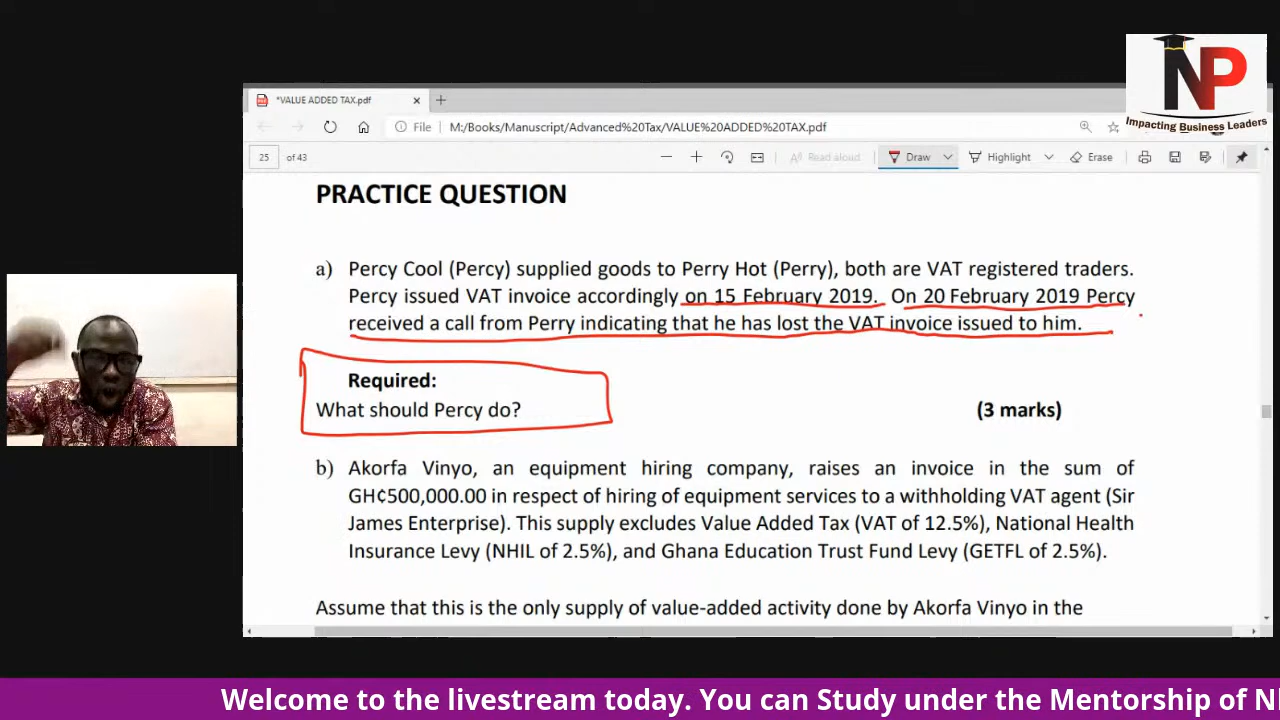 NP
Impacting Business Leaders
*VALUE ADDED TAX.pdf
File M:/Books/Manuscript/Advanced%20Tax/VALUE%20ADDED%20TAX.pdf
25 of 43 Read aloud Draw Highlight Erase
PRACTICE QUESTION
a) Percy Cool (Percy) supplied goods to Perry Hot (Perry), both are VAT registered traders.
Percy issued VAT invoice accordingly on 15 February 2019. On 20 February 2019 Percy
received a call from Perry indicating that he has lost the VAT invoice issued to him.
Required:
What should Percy do? (3 marks)
b) Akorfa Vinyo, an equipment hiring company, raises an invoice in the sum of
GH¢500,000.00 in respect of hiring of equipment services to a withholding VAT agent (Sir
James Enterprise). This supply excludes Value Added Tax (VAT of 12.5%), National Health
Insurance Levy (NHIL of 2.5%), and Ghana Education Trust Fund Levy (GETFL of 2.5%).
Assume that this is the only supply of value-added activity done by Akorfa Vinyo in the
Welcome to the livestream today. You can Study under the Mentorship of N